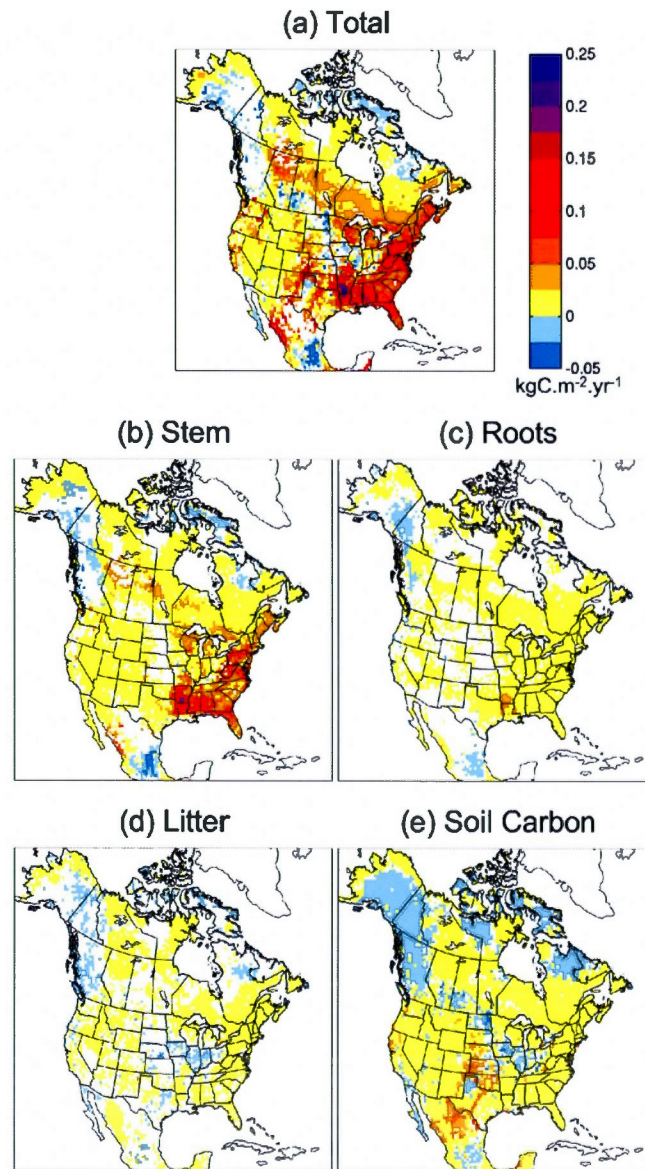 (a) Total
0.25
0.2
0.15
0.1
0.05
0
-0.05
kgC.m⁻².yr⁻¹
(b) Stem
(c) Roots
(d) Litter
(e) Soil Carbon